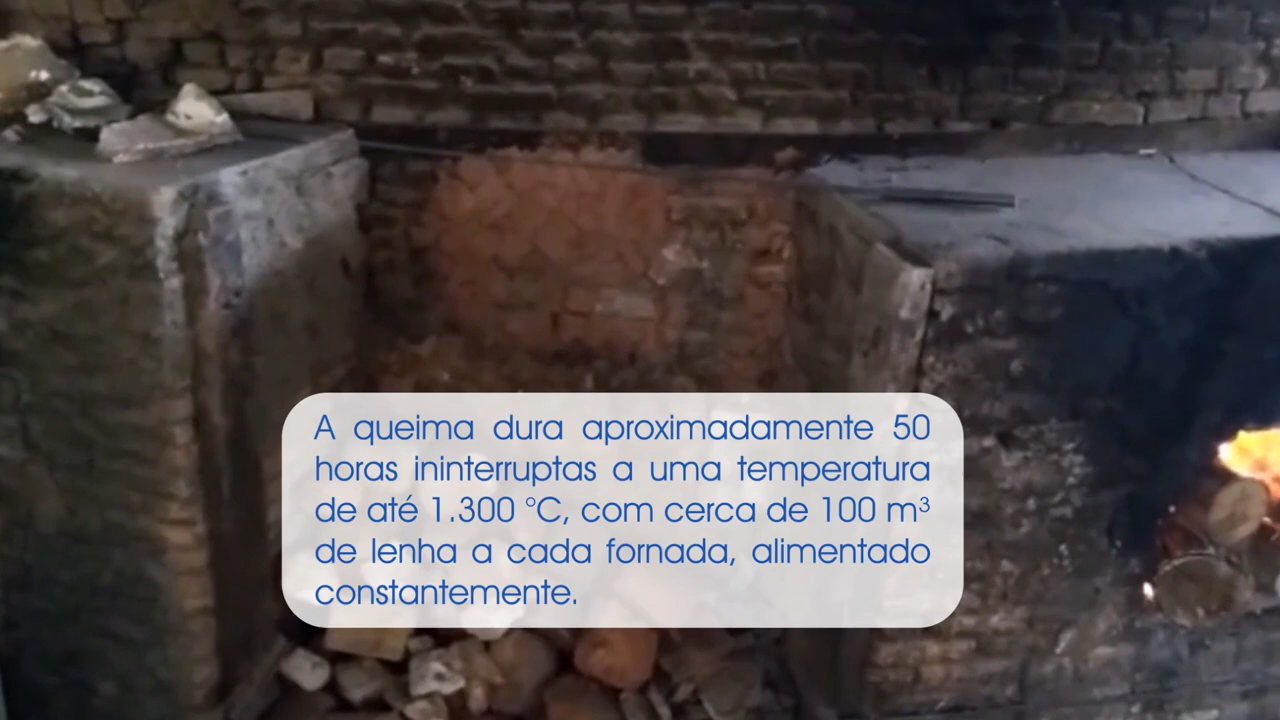 A queima dura aproximadamente 50
horas ininterruptas a uma temperatura
de até 1.300 °C, com cerca de 100 m³
de lenha a cada fornada, alimentado
constantemente.